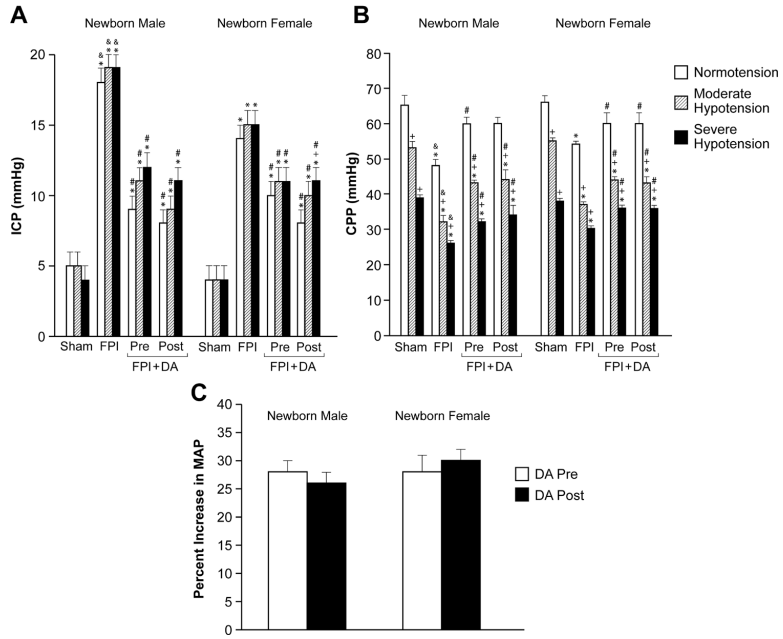 A
Newborn Male
Newborn Female
ICP (mmHg)
20
15
10
5
0
&
*
&
*
&
*
#
*
#
*
#
*
#
*
#
*
#
*
*
*
*
#
*
#
*
#
*
#
*
#
*
#
+
*
Sham
FPI
Pre
Post
FPI+DA
Sham
FPI
Pre
Post
FPI+DA
B
Newborn Male
Newborn Female
CPP (mmHg)
80
70
60
50
40
30
20
10
0
+
+
&
*
&
+
*
&
+
*
#
#
+
*
#
+
*
#
+
*
#
+
*
+
+
*
+
*
+
*
#
#
+
*
#
+
*
#
#
+
*
#
+
*
Sham
FPI
Pre
Post
FPI+DA
Sham
FPI
Pre
Post
FPI+DA
Normotension
Moderate
Hypotension
Severe
Hypotension
C
Newborn Male
Newborn Female
Percent Increase in MAP
40
35
30
25
20
15
10
5
0
DA Pre
DA Post